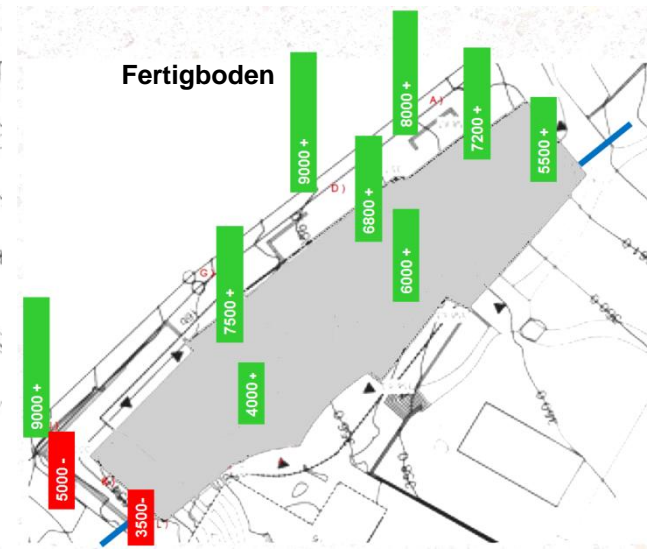 Fertigboden
9000 +
8000 +
A )
7200 +
5500 +
D )
6800 +
6000 +
G
7500 +
4000 +
9000 +
5000 -
3500-